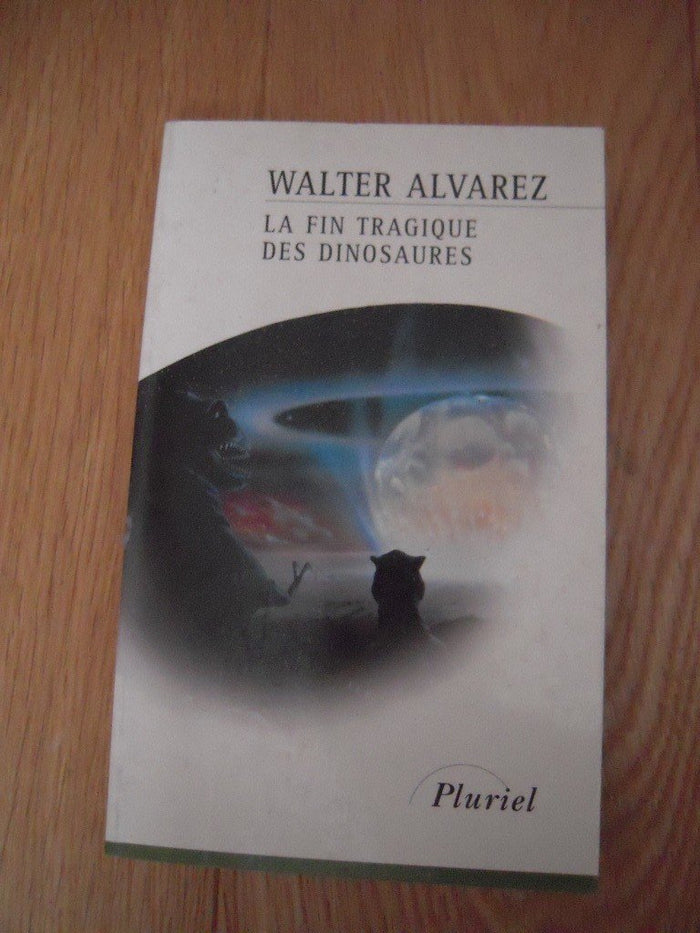 WALTER ALVAREZ
LA FIN TRAGIQUE
DES DINOSAURES
Pluriel